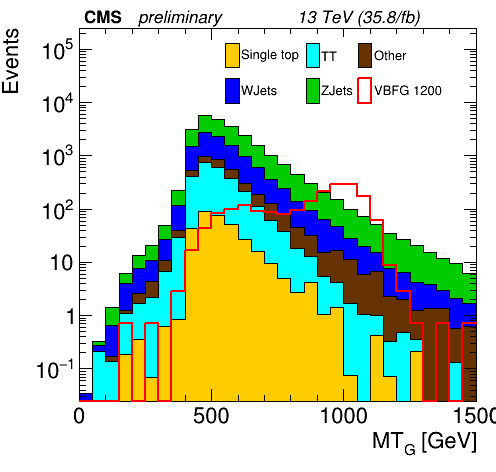 CMS preliminary 13 TeV (35.8/fb)
Events
Single top TT Other
WJets ZJets VBFG 1200
10^5
10^4
10^3
10^2
10
1
10^−1
0 500 1000 1500
MT_G [GeV]